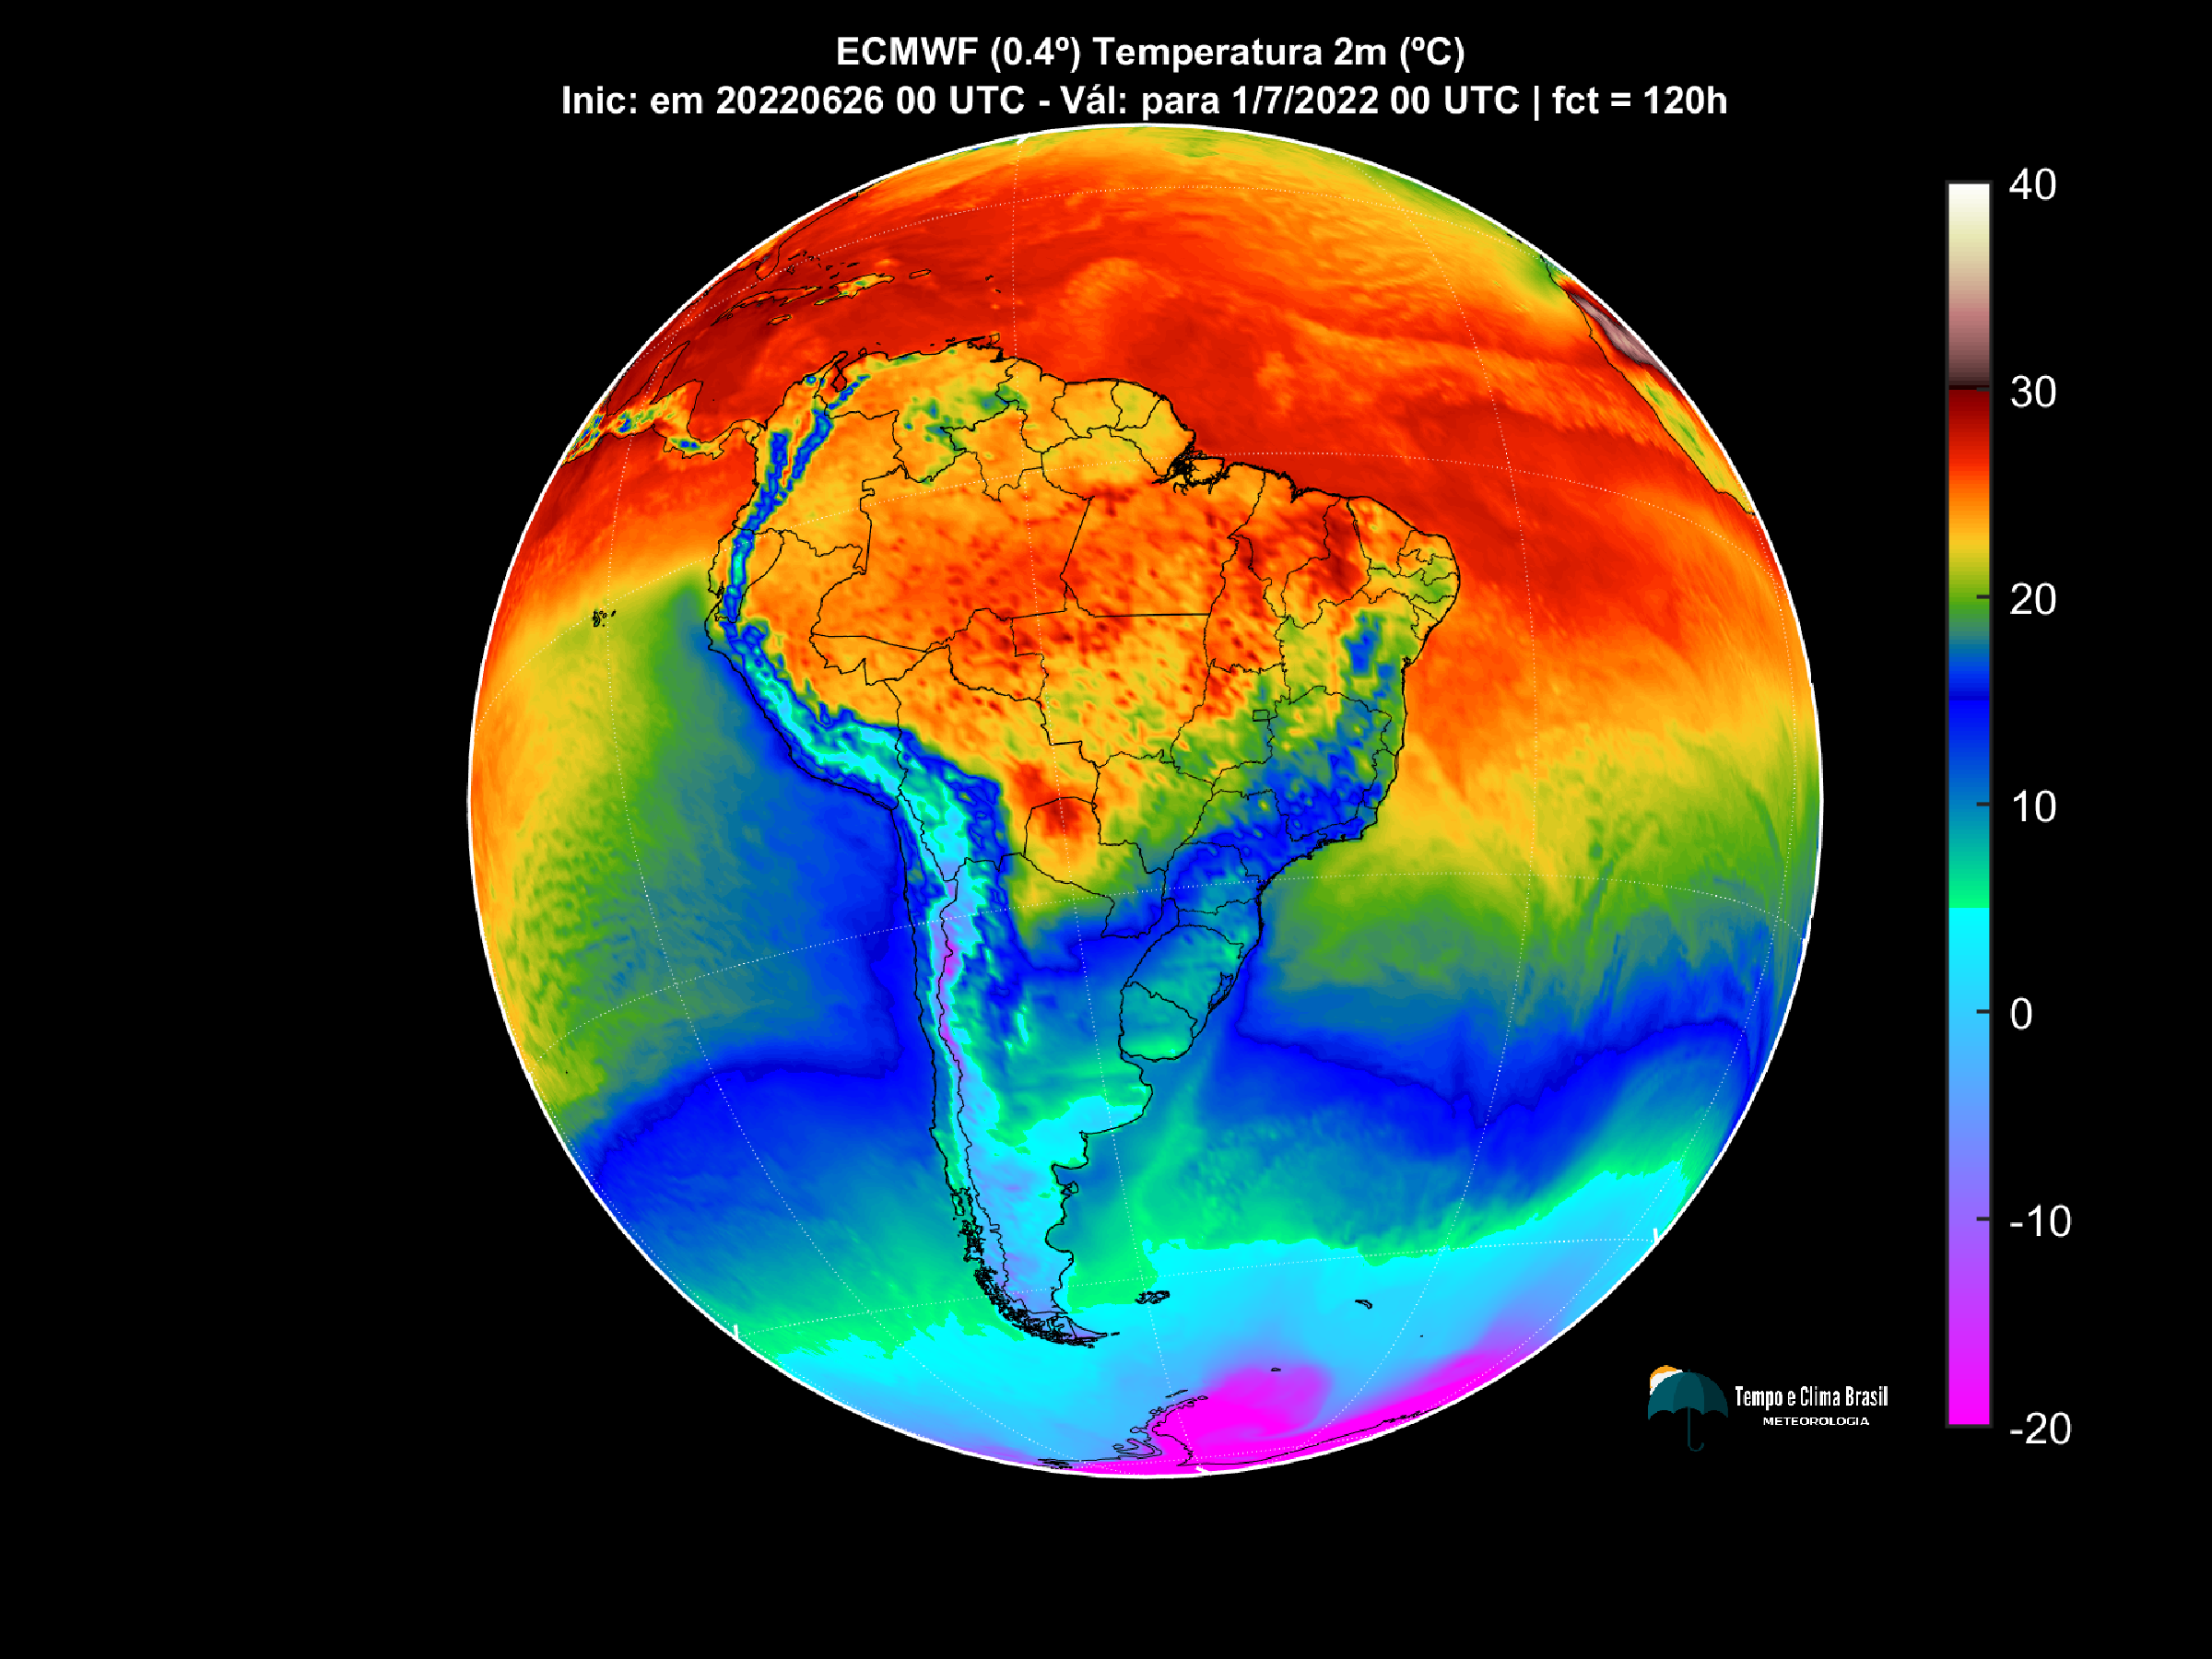 ECMWF (0.4º) Temperatura 2m (ºC)
Inic: em 20220626 00 UTC - Vál: para 1/7/2022 00 UTC | fct = 120h
40
30
20
10
0
-10
-20
Tempo e Clima Brasil
METEOROLOGIA